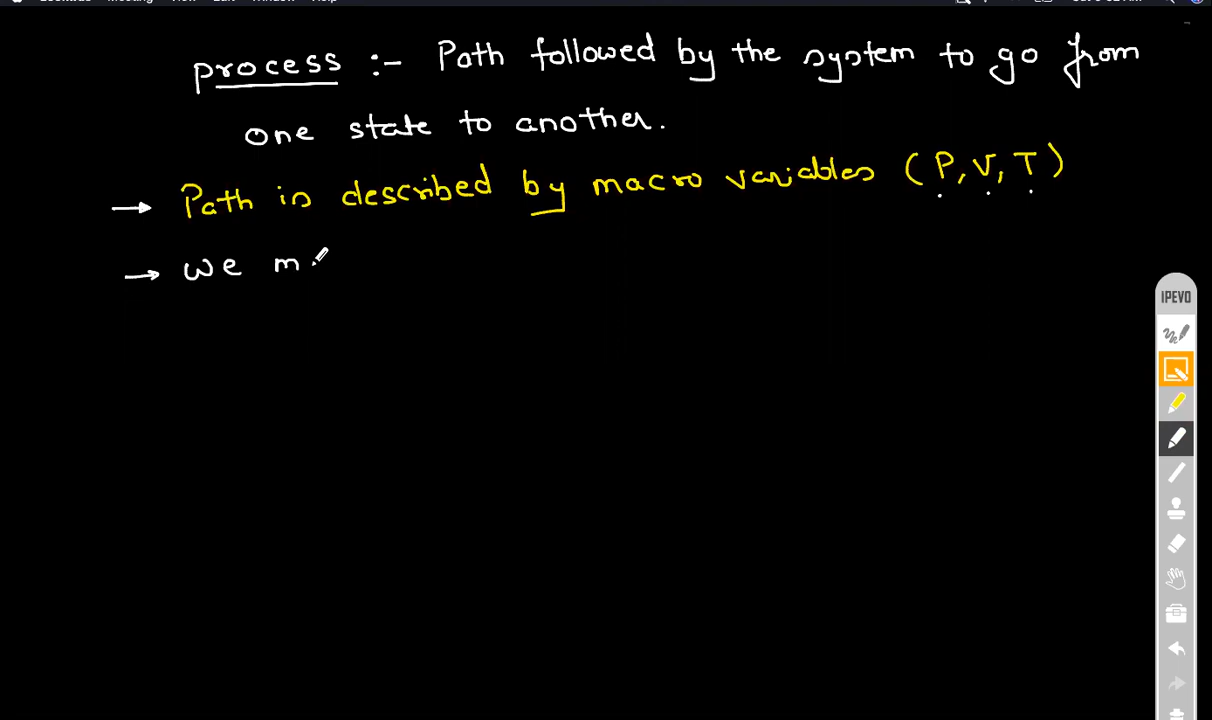 process :- Path followed by the system to go from
one state to another.
→ Path is described by macro variables (P, V, T)
→ we m
IPEVO